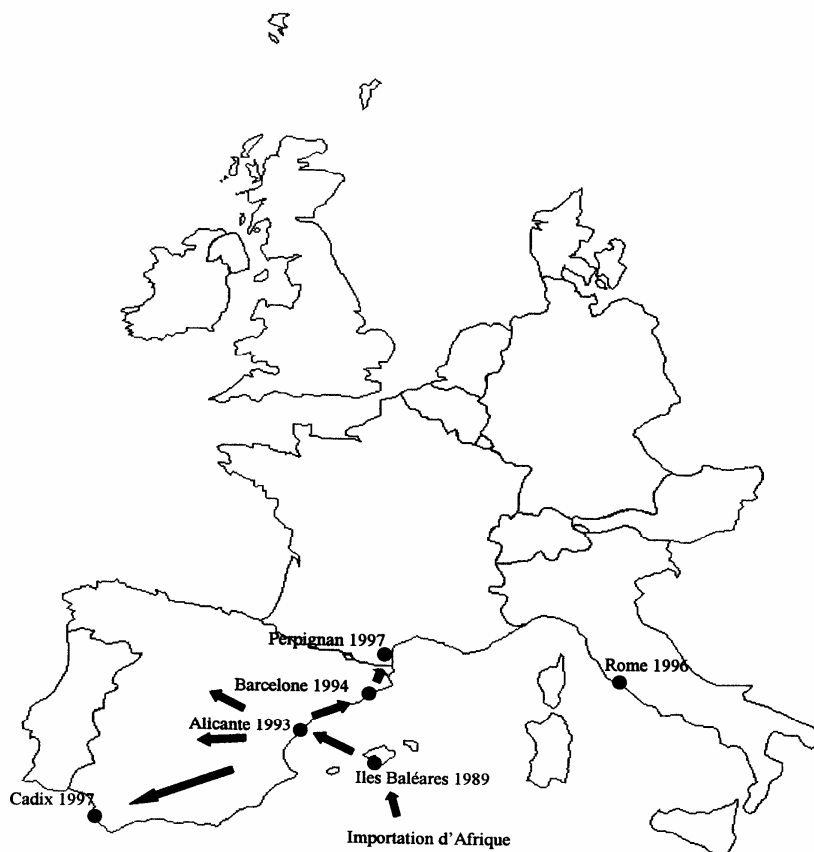 Perpignan 1997
Rome 1996
Barcelone 1994
Alicante 1993
Iles Baléares 1989
Cadix 1997
Importation d'Afrique